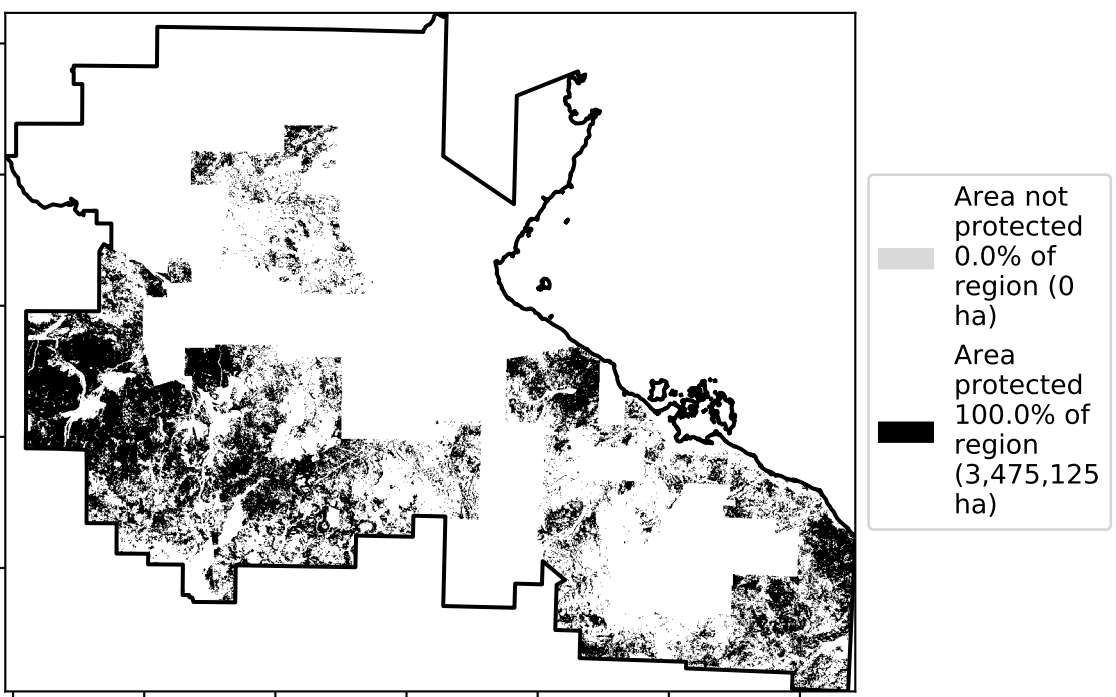 Area not
protected
0.0% of
region (0
ha)
Area
protected
100.0% of
region
(3,475,125
ha)